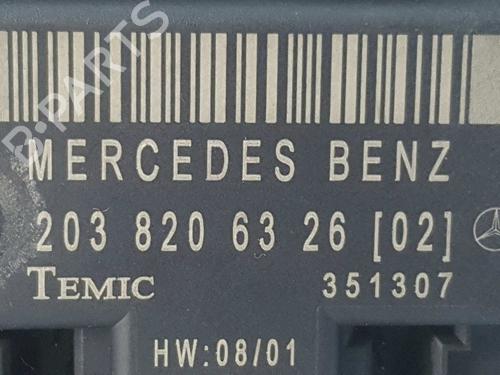 B-PARTS
MERCEDES BENZ
203 820 63 26 [02]
TEMIC 351307
HW:08/01